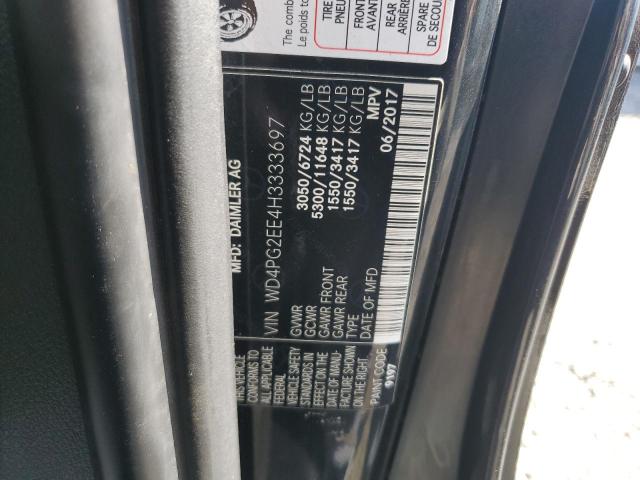 The comb
Le poids to
TIRE
PNEU
FRONT
AVANT
REAR
ARRIÈRE
SPARE
DE SECOU
MFD: DAIMLER AG
VIN WD4PG2EE4H3333697
GVWR 3050/6724 KG/LB
GCWR 5300/11648 KG/LB
GAWR FRONT 1550/3417 KG/LB
GAWR REAR 1550/3417 KG/LB
TYPE MPV
DATE OF MFD 06/2017
THIS VEHICLE
CONFORMS TO
ALL APPLICABLE
FEDERAL
VEHICLE SAFETY
STANDARDS IN
EFFECT ON THE
DATE OF MANU-
FACTURE SHOWN
ON THE RIGHT.
PAINT CODE
9197